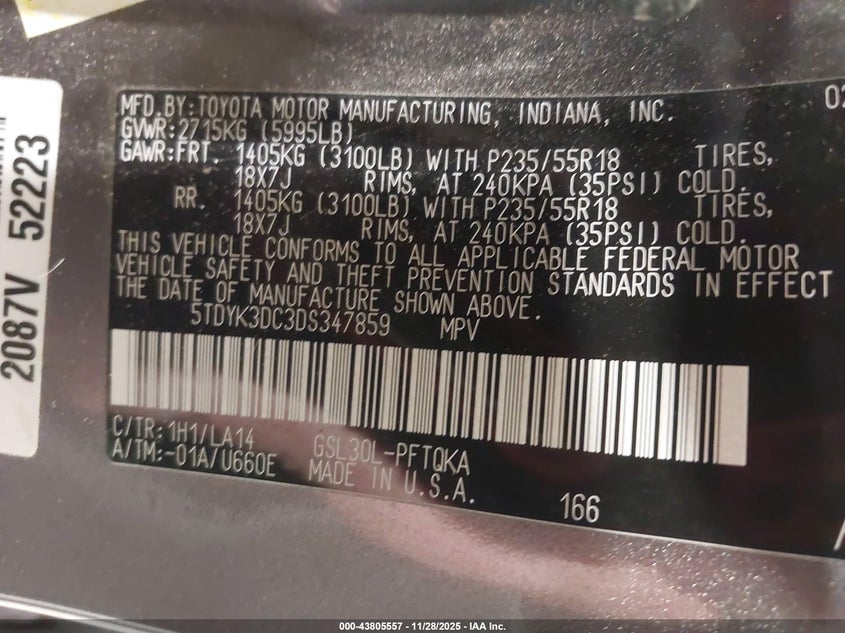 MFD.BY:TOYOTA MOTOR MANUFACTURING, INDIANA, INC. 02
GVWR:2715KG (5995LB)
GAWR:FRT. 1405KG (3100LB) WITH P235/55R18 TIRES,
18X7J RIMS, AT 240KPA (35PSI) COLD.
RR. 1405KG (3100LB) WITH P235/55R18 TIRES,
18X7J RIMS, AT 240KPA (35PSI) COLD.
THIS VEHICLE CONFORMS TO ALL APPLICABLE FEDERAL MOTOR
VEHICLE SAFETY AND THEFT PREVENTION STANDARDS IN EFFECT
THE DATE OF MANUFACTURE SHOWN ABOVE.
5TDYK3DC3DS347859 MPV
C/TR:1H1/LA14 GSL30L-PFTQKA
A/TM:-01A/U660E MADE IN U.S.A.
166
2087V 52223
000-43805557 - 11/28/2025 - IAA Inc.